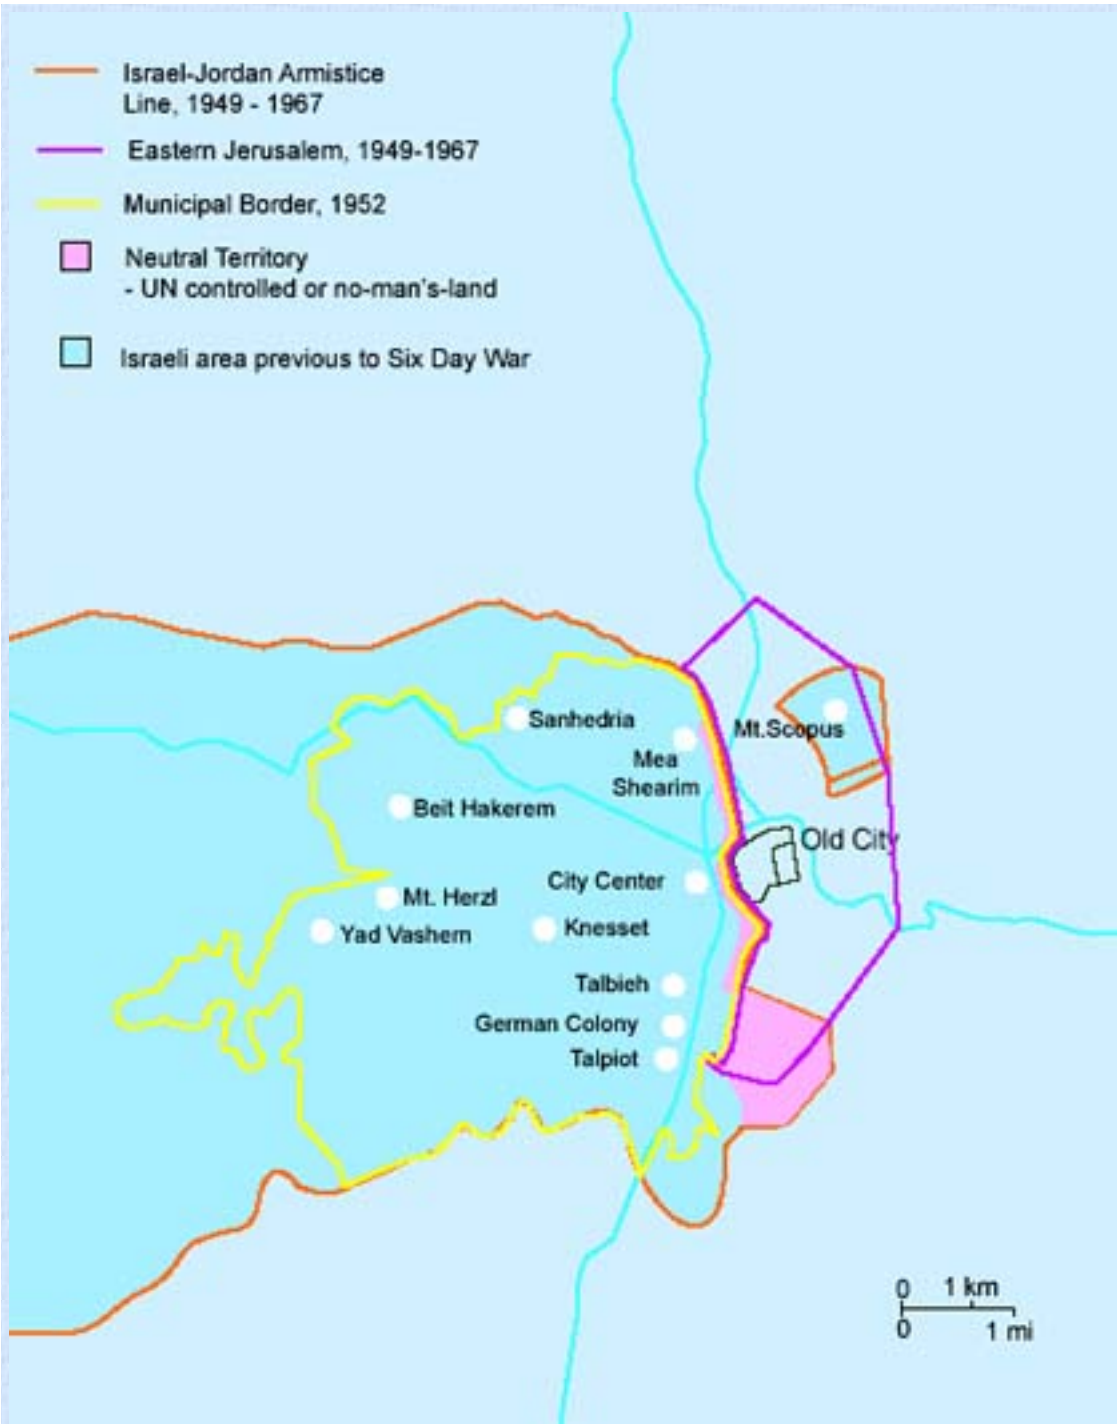 Israel-Jordan Armistice
Line, 1949 - 1967
Eastern Jerusalem, 1949-1967
Municipal Border, 1952
Neutral Territory
- UN controlled or no-man's-land
Israeli area previous to Six Day War
Sanhedria
Mt.Scopus
Mea
Shearim
Beit Hakerem
Old City
City Center
Mt. Herzl
Knesset
Yad Vashem
Talbieh
German Colony
Talpiot
0 1 km
0 1 mi